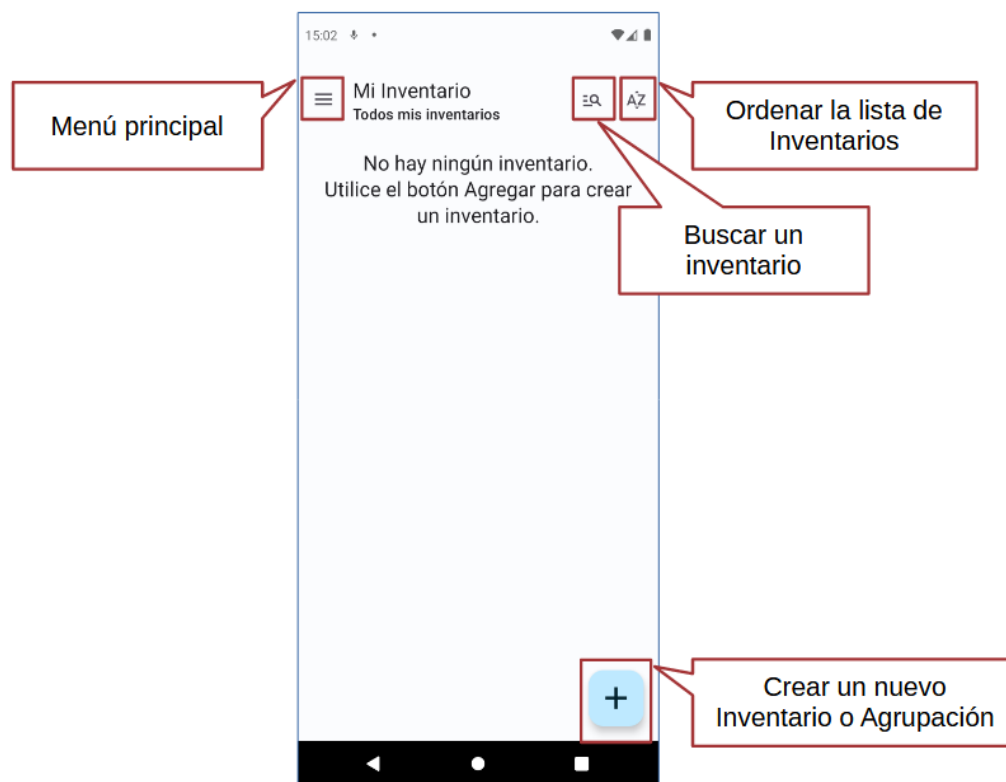 15:02
Mi Inventario
Todos mis inventarios
AZ
Menú principal
Ordenar la lista de
Inventarios
No hay ningún inventario.
Utilice el botón Agregar para crear
un inventario.
Buscar un
inventario
Crear un nuevo
Inventario o Agrupación